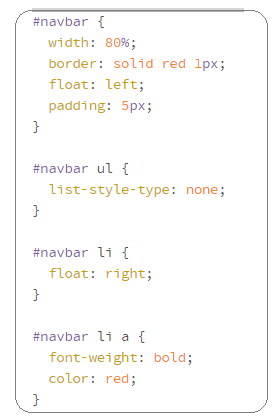 #navbar {
  width: 80%;
  border: solid red 1px;
  float: left;
  padding: 5px;
}

#navbar ul {
  list-style-type: none;
}

#navbar li {
  float: right;
}

#navbar li a {
  font-weight: bold;
  color: red;
}